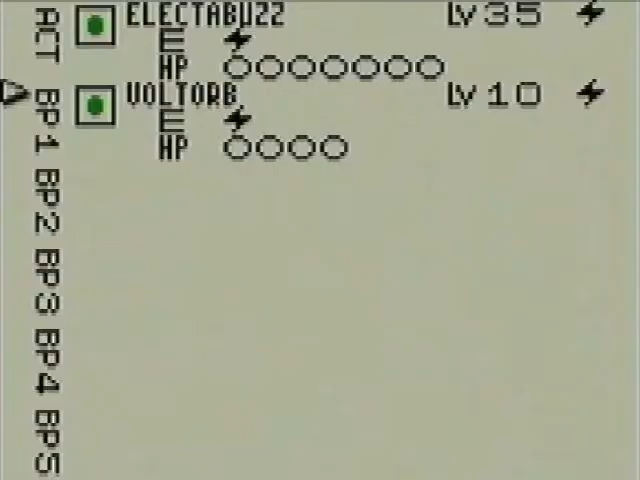 ACT
ELECTABUZZ Lv35
E
HP
BP1
VOLTORB Lv10
E
HP
BP2
BP3
BP4
BP5